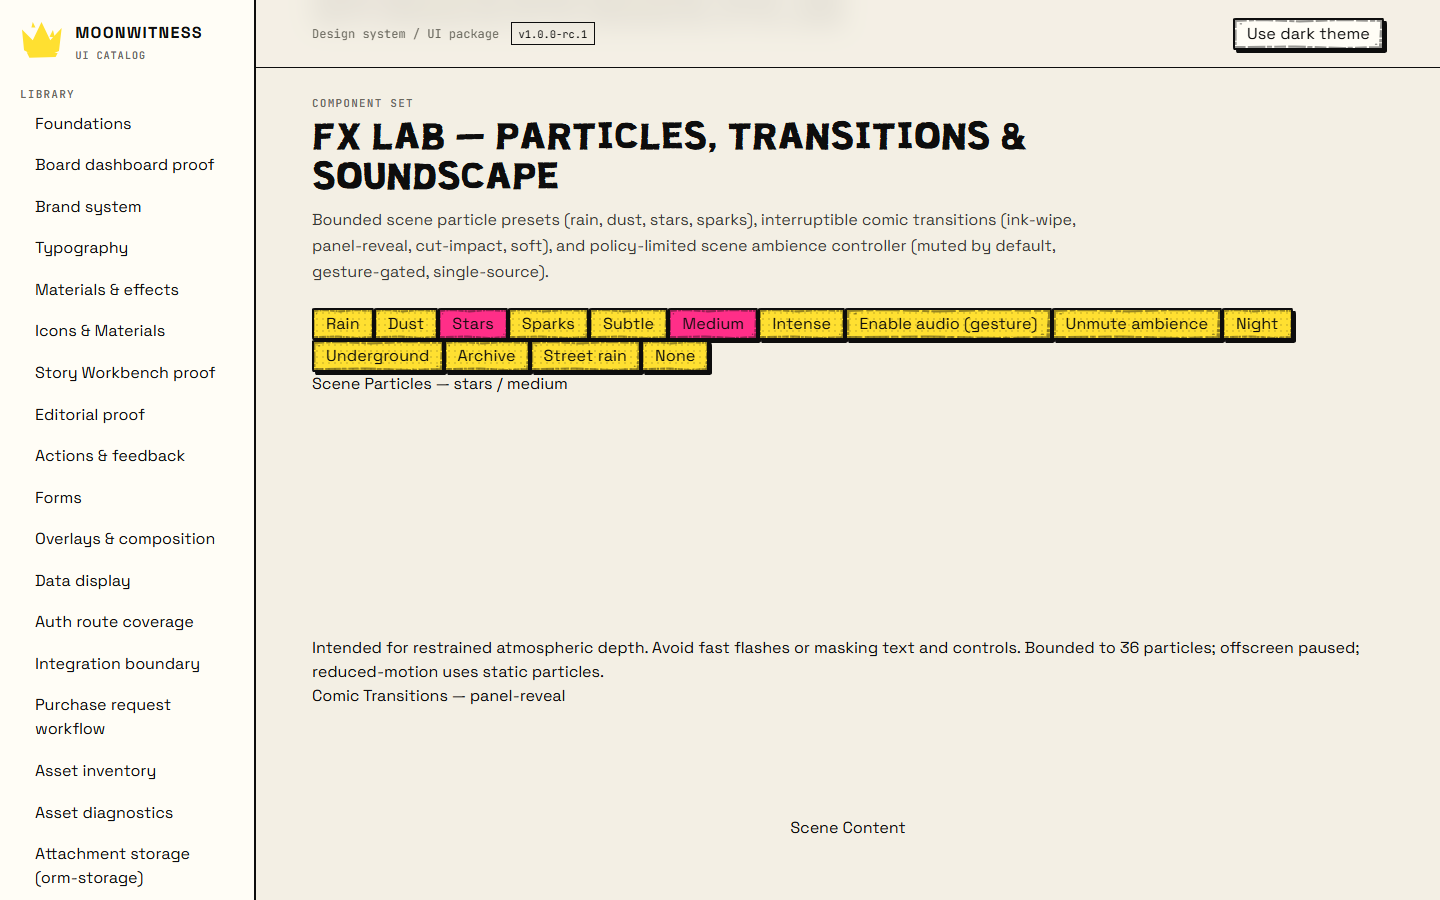 MOONWITNESS
UI CATALOG
LIBRARY
Foundations
Board dashboard proof
Brand system
Typography
Materials & effects
Icons & Materials
Story Workbench proof
Editorial proof
Actions & feedback
Forms
Overlays & composition
Data display
Auth route coverage
Integration boundary
Purchase request
workflow
Asset inventory
Asset diagnostics
Attachment storage
(orm-storage)
Design system / UI package v1.0.0-rc.1
Use dark theme
COMPONENT SET
FX LAB — PARTICLES, TRANSITIONS &
SOUNDSCAPE
Bounded scene particle presets (rain, dust, stars, sparks), interruptible comic transitions (ink-wipe,
panel-reveal, cut-impact, soft), and policy-limited scene ambience controller (muted by default,
gesture-gated, single-source).
Rain Dust Stars Sparks Subtle Medium Intense Enable audio (gesture) Unmute ambience Night
Underground Archive Street rain None
Scene Particles — stars / medium
Intended for restrained atmospheric depth. Avoid fast flashes or masking text and controls. Bounded to 36 particles; offscreen paused;
reduced-motion uses static particles.
Comic Transitions — panel-reveal
Scene Content